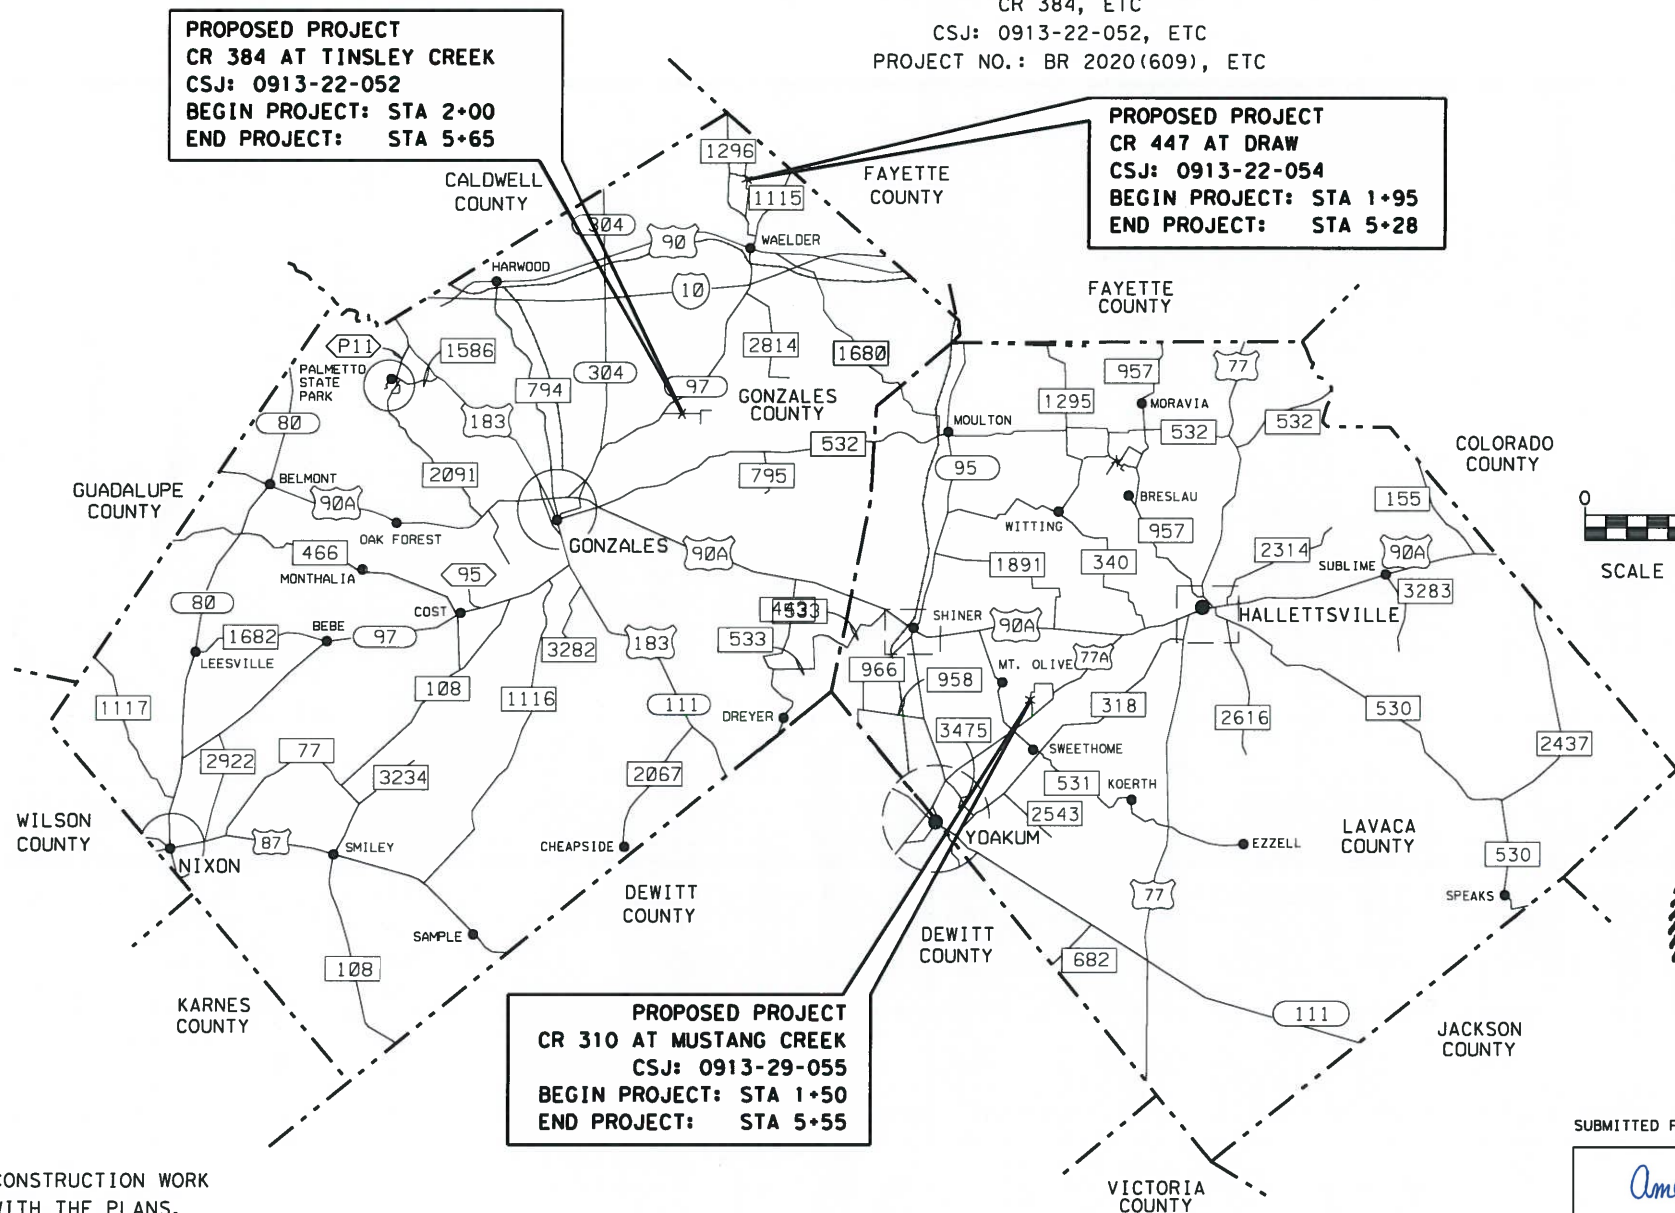 CR 384, ETC
CSJ: 0913-22-052, ETC
PROJECT NO.: BR 2020(609), ETC
PROPOSED PROJECT
CR 384 AT TINSLEY CREEK
CSJ: 0913-22-052
BEGIN PROJECT: STA 2+00
END PROJECT: STA 5+65
PROPOSED PROJECT
CR 447 AT DRAW
CSJ: 0913-22-054
BEGIN PROJECT: STA 1+95
END PROJECT: STA 5+28
1296
1115
CALDWELL
COUNTY
FAYETTE
COUNTY
304
90
WAELDER
HARWOOD
10
FAYETTE
COUNTY
P11
1586
PALMETTO
STATE
PARK
794
304
2814
1680
97
GONZALES
COUNTY
957
77
1295
MORAVIA
80
183
532
MOULTON
532
532
COLORADO
COUNTY
BELMONT
2091
795
95
GUADALUPE
COUNTY
90A
OAK FOREST
BRESLAU
155
WITTING
957
0
SCALE
GONZALES
90A
466
MONTHALIA
95
1891
340
2314
SUBLIME
90A
3283
80
COST
533
SHINER
90A
HALLETTSVILLE
1682
BEBE
97
LEESVILLE
3282
183
533
966
958
MT. OLIVE
77A
1117
108
1116
111
DREYER
318
2616
530
2922
77
3234
2067
3475
SWEETHOME
531
KOERTH
2543
2437
WILSON
COUNTY
87
SMILEY
CHEAPSIDE
YOAKUM
EZZELL
LAVACA
COUNTY
530
NIXON
DEWITT
COUNTY
77
SPEAKS
SAMPLE
DEWITT
COUNTY
108
682
KARNES
COUNTY
111
JACKSON
COUNTY
PROPOSED PROJECT
CR 310 AT MUSTANG CREEK
CSJ: 0913-29-055
BEGIN PROJECT: STA 1+50
END PROJECT: STA 5+55
SUBMITTED F
VICTORIA
COUNTY
CONSTRUCTION WORK
WITH THE PLANS.